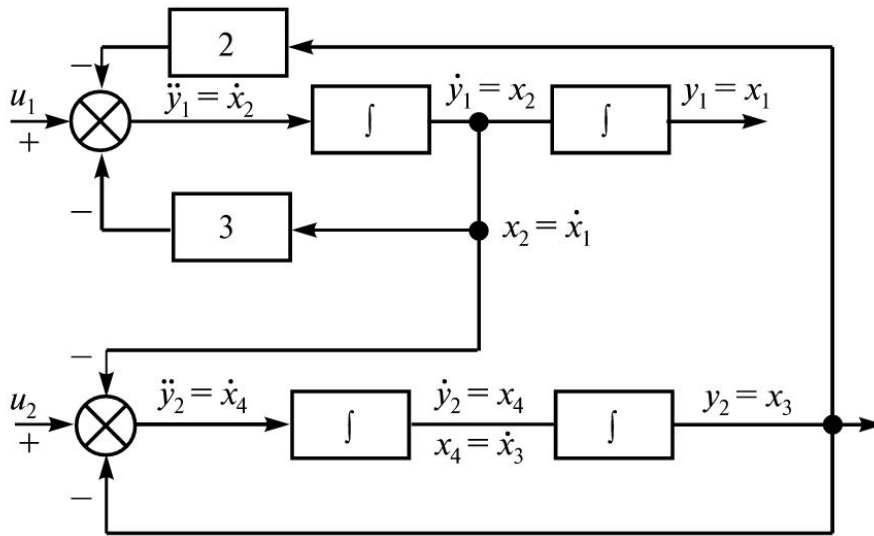 2
−
u₁
+
ÿ₁ = ẋ₂
∫
ẏ₁ = x₂
∫
y₁ = x₁
−
3
x₂ = ẋ₁
−
u₂
+
ÿ₂ = ẋ₄
∫
ẏ₂ = x₄
x₄ = ẋ₃
∫
y₂ = x₃
−